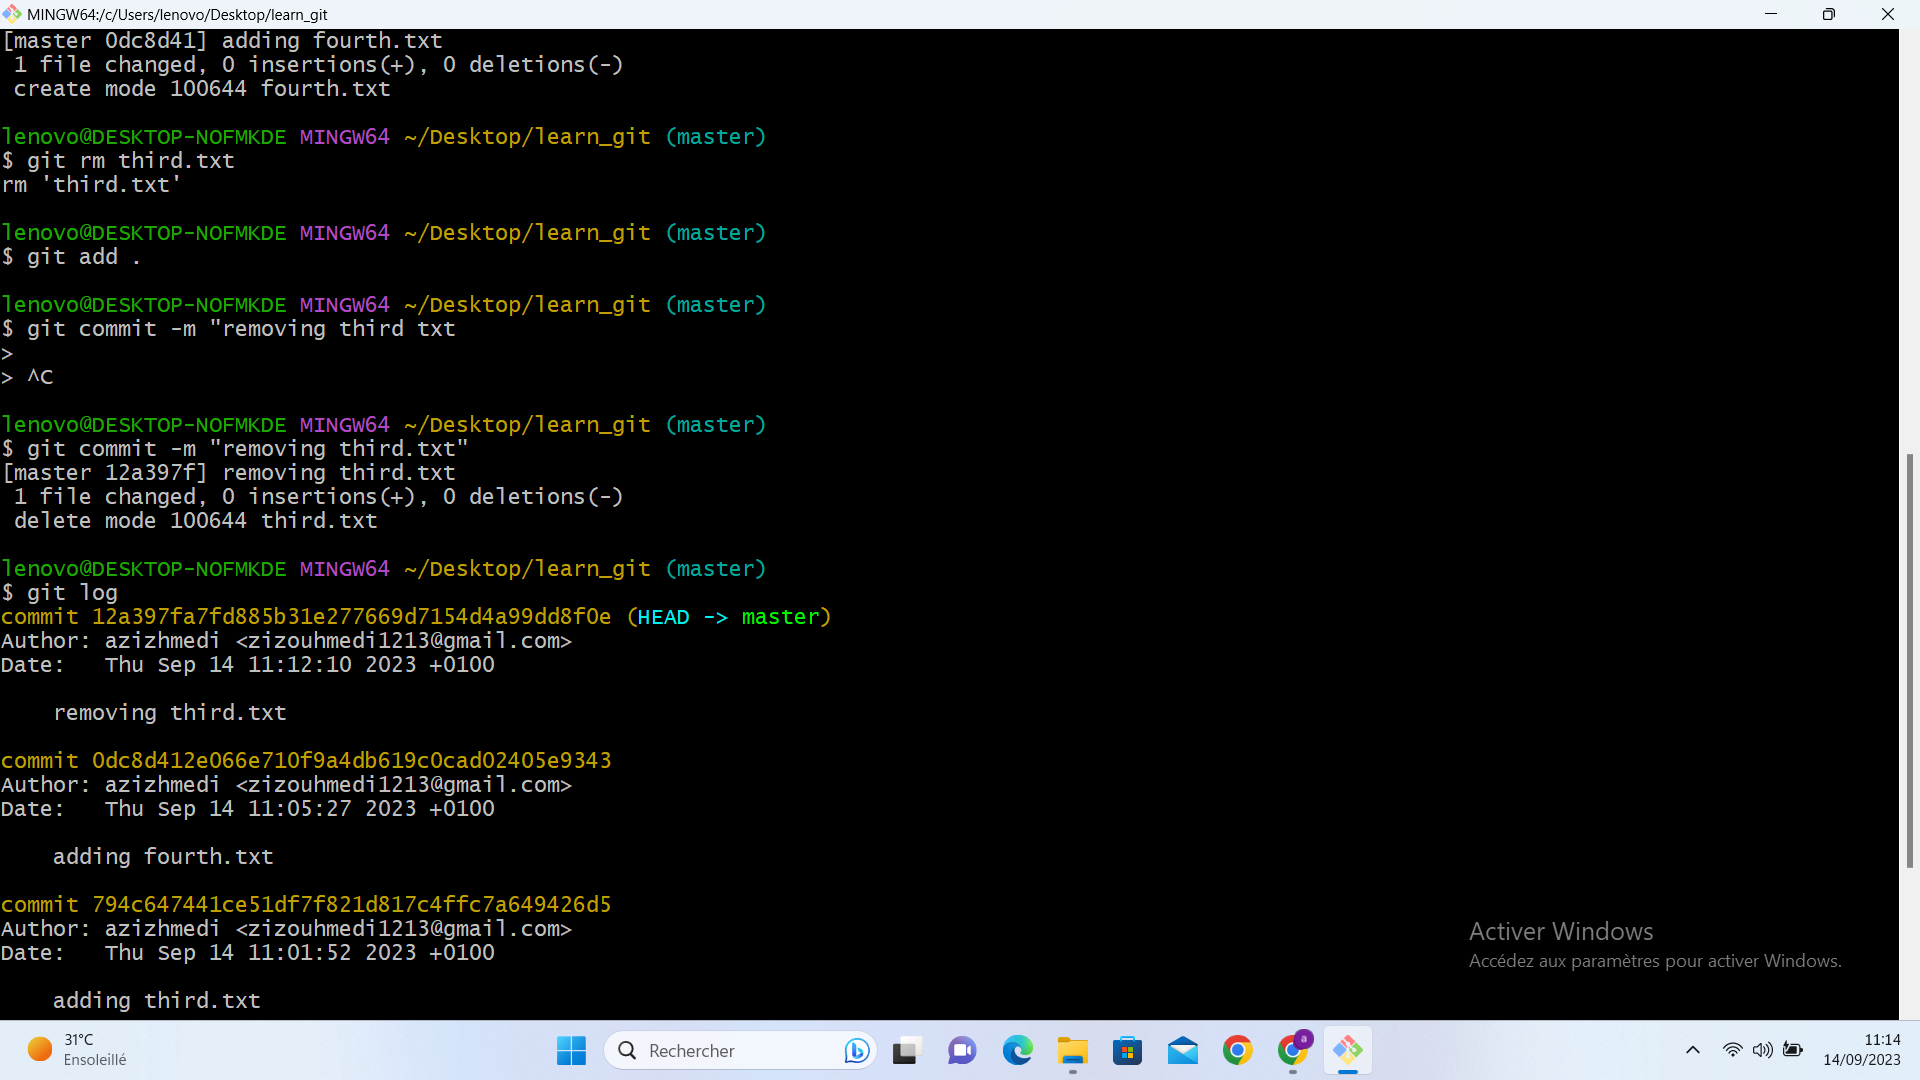 MINGW64:/c/Users/lenovo/Desktop/learn_git
[master 0dc8d41] adding fourth.txt
 1 file changed, 0 insertions(+), 0 deletions(-)
 create mode 100644 fourth.txt
lenovo@DESKTOP-NOFMKDE MINGW64 ~/Desktop/learn_git (master)
$ git rm third.txt
rm 'third.txt'
lenovo@DESKTOP-NOFMKDE MINGW64 ~/Desktop/learn_git (master)
$ git add .
lenovo@DESKTOP-NOFMKDE MINGW64 ~/Desktop/learn_git (master)
$ git commit -m "removing third txt
>
> ^C
lenovo@DESKTOP-NOFMKDE MINGW64 ~/Desktop/learn_git (master)
$ git commit -m "removing third.txt"
[master 12a397f] removing third.txt
 1 file changed, 0 insertions(+), 0 deletions(-)
 delete mode 100644 third.txt
lenovo@DESKTOP-NOFMKDE MINGW64 ~/Desktop/learn_git (master)
$ git log
commit 12a397fa7fd885b31e277669d7154d4a99dd8f0e (HEAD -> master)
Author: azizhmedi <zizouhmedi1213@gmail.com>
Date:   Thu Sep 14 11:12:10 2023 +0100
    removing third.txt
commit 0dc8d412e066e710f9a4db619c0cad02405e9343
Author: azizhmedi <zizouhmedi1213@gmail.com>
Date:   Thu Sep 14 11:05:27 2023 +0100
    adding fourth.txt
commit 794c647441ce51df7f821d817c4ffc7a649426d5
Author: azizhmedi <zizouhmedi1213@gmail.com>
Date:   Thu Sep 14 11:01:52 2023 +0100
    adding third.txt
Activer Windows
Accédez aux paramètres pour activer Windows.
31°C
Ensoleillé
Rechercher
a
11:14
14/09/2023